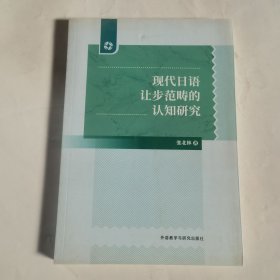 现代日语
让步范畴的
认知研究
张北林 著
外语教学与研究出版社